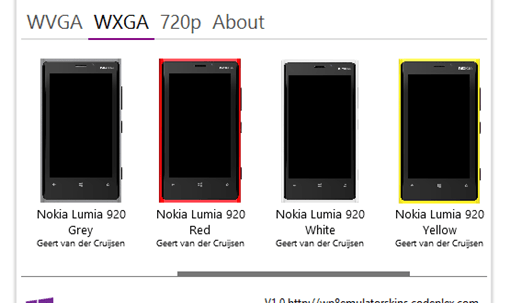 WVGA WXGA 720p About
Nokia Lumia 920 Grey
Geert van der Cruijsen
Nokia Lumia 920 Red
Geert van der Cruijsen
Nokia Lumia 920 White
Geert van der Cruijsen
Nokia Lumia 920 Yellow
Geert van der Cruijsen
V1.0 http://wp8emulatorskins.codeplex.com